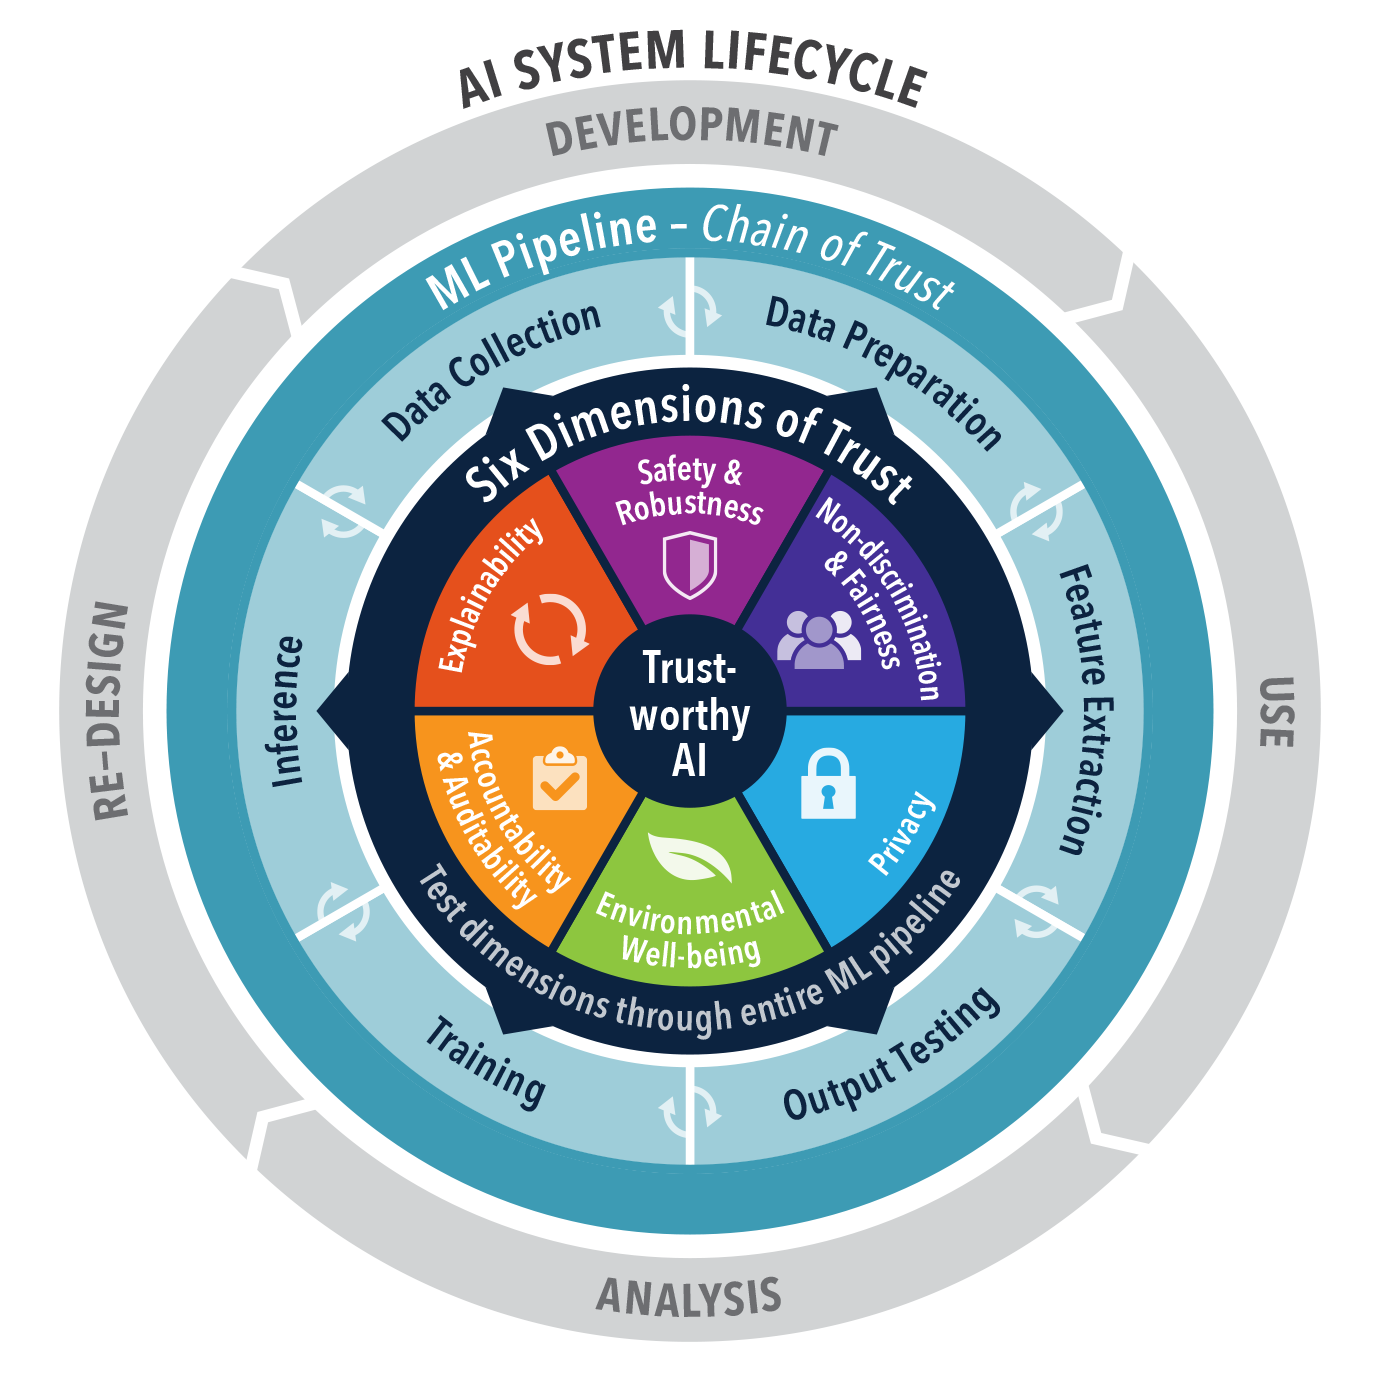 AI SYSTEM LIFECYCLE
DEVELOPMENT
USE
ANALYSIS
RE–DESIGN
ML Pipeline – Chain of Trust
Data Collection
Data Preparation
Feature Extraction
Output Testing
Training
Inference
Six Dimensions of Trust
Safety &
Robustness
Non-discrimination
& Fairness
Privacy
Environmental
Well-being
Accountability
& Auditability
Explainability
Trust-
worthy
AI
Test dimensions through entire ML pipeline